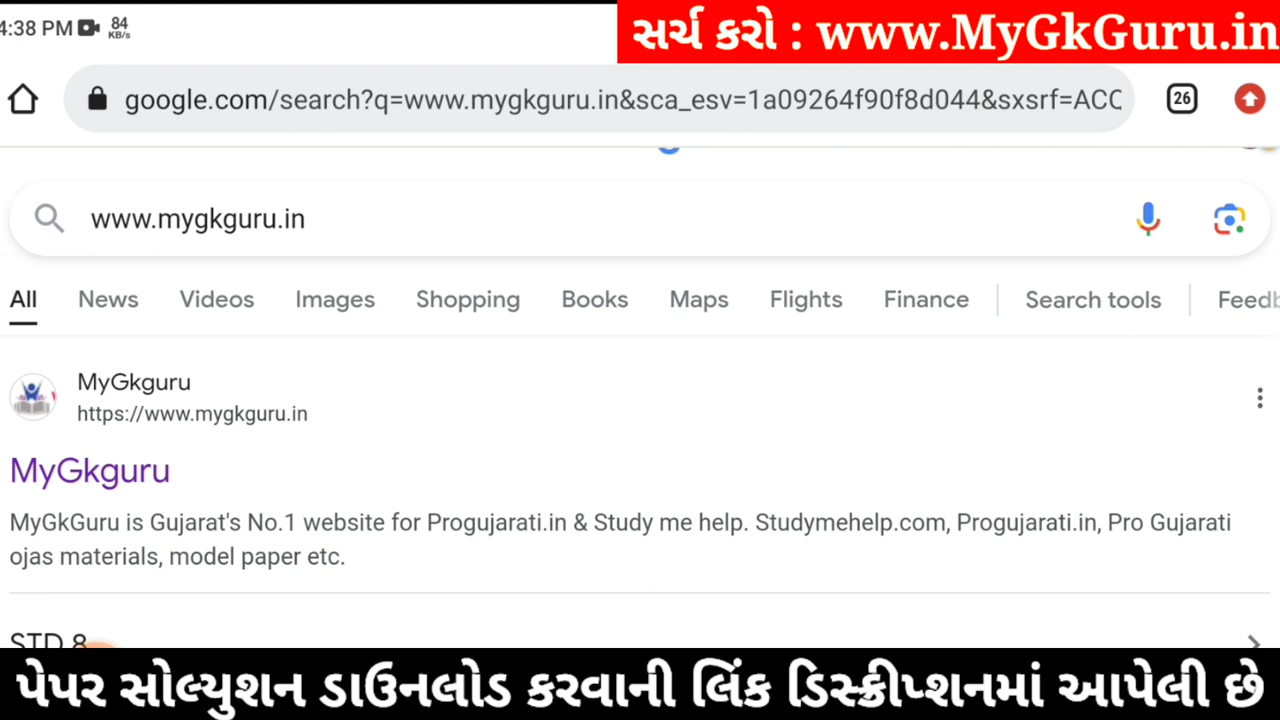 4:38 PM 84 KB/s
સર્ચ કરો : www.MyGkGuru.in
google.com/search?q=www.mygkguru.in&sca_esv=1a09264f90f8d044&sxsrf=ACC
26
www.mygkguru.in
All News Videos Images Shopping Books Maps Flights Finance Search tools Feedb
MyGkguru
https://www.mygkguru.in
MyGkguru
MyGkGuru is Gujarat's No.1 website for Progujarati.in & Study me help. Studymehelp.com, Progujarati.in, Pro Gujarati
ojas materials, model paper etc.
STD 8
પેપર સોલ્યુશન ડાઉનલોડ કરવાની લિંક ડિસ્ક્રીપ્શનમાં આપેલી છે